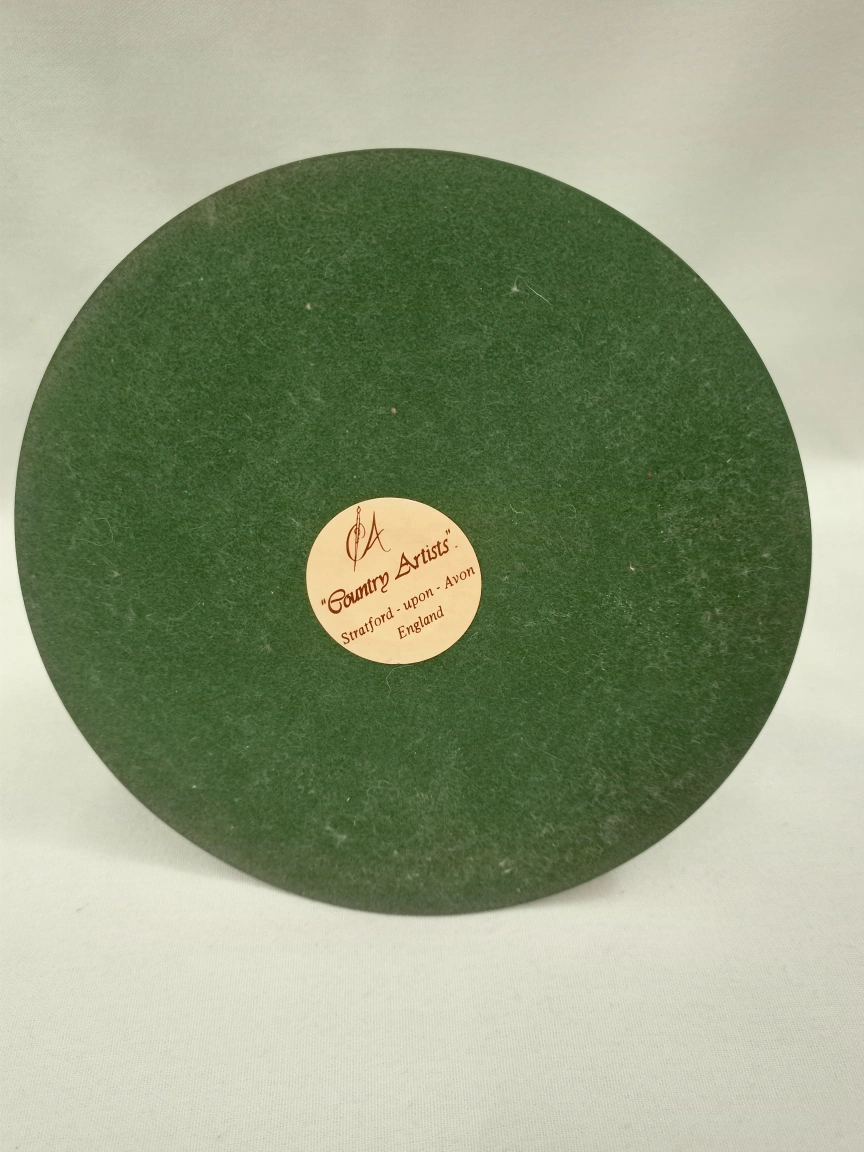 CA
"Country Artists".
Stratford - upon - Avon
England